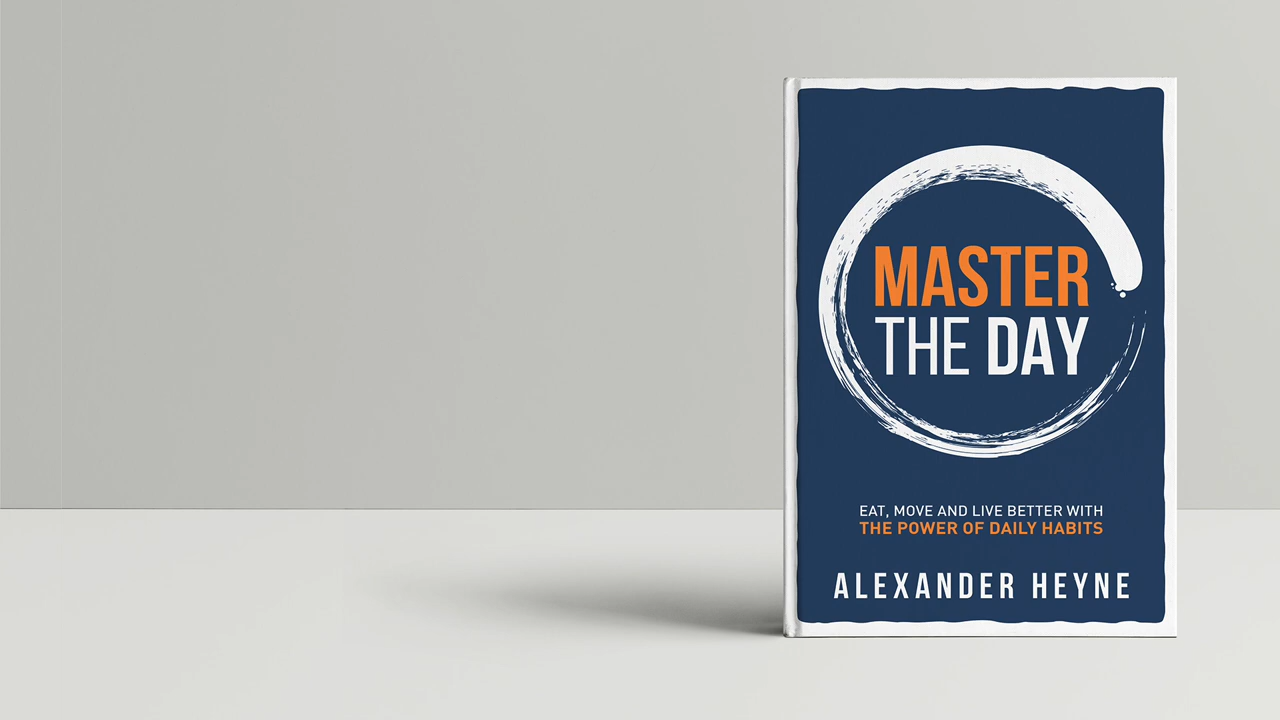 MASTER
THE DAY
EAT, MOVE AND LIVE BETTER WITH
THE POWER OF DAILY HABITS
ALEXANDER HEYNE